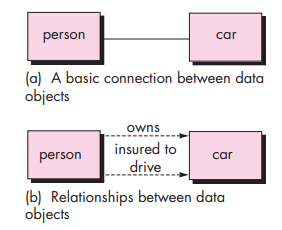 person car
(a) A basic connection between data
objects
owns
person insured to car
drive
(b) Relationships between data
objects